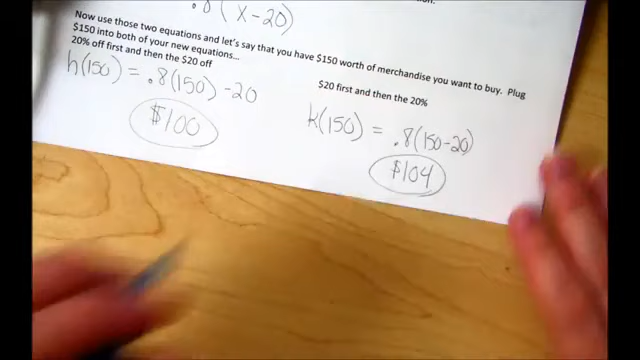 .8(x-20)
Now use those two equations and let's say that you have $150 worth of merchandise you want to buy. Plug
$150 into both of your new equations...
20% off first and then the $20 off
$20 first and then the 20%
h(150) = .8(150) -20
$100
k(150) = .8(150-20)
$104